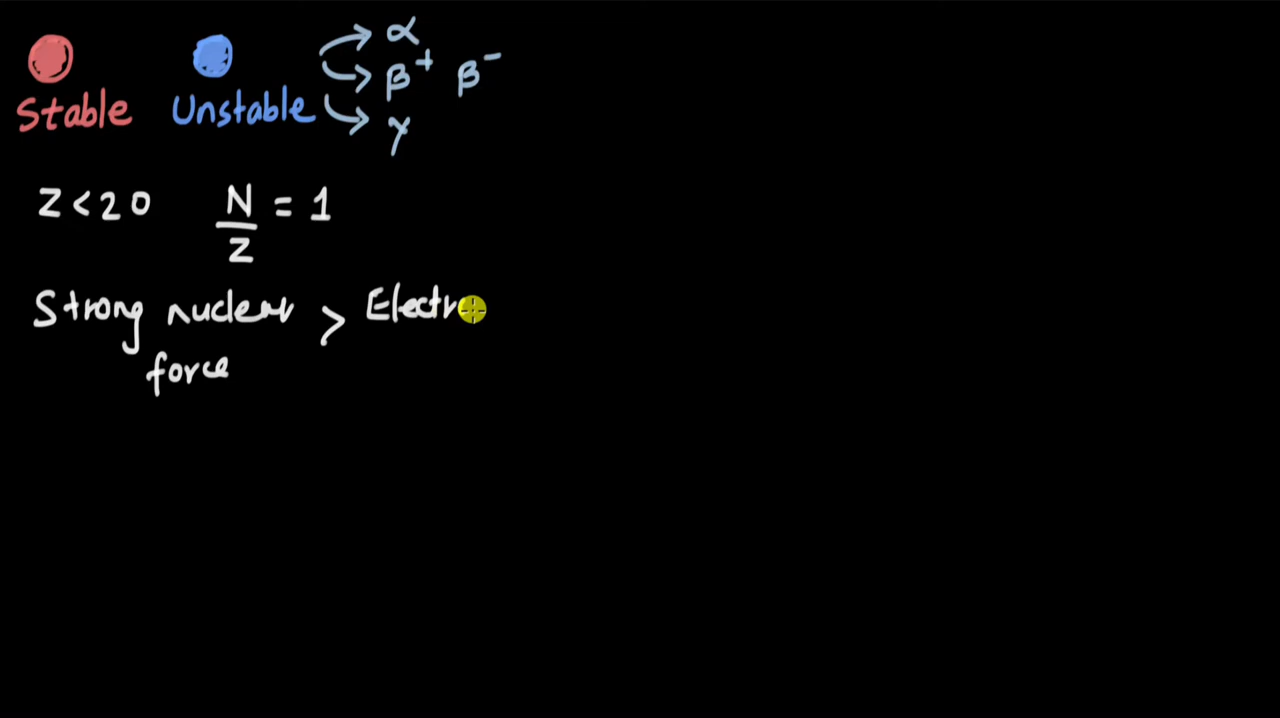 α
β+ β-
Stable Unstable
γ
Z < 20 N/Z = 1
Strong nuclear > Electr
force